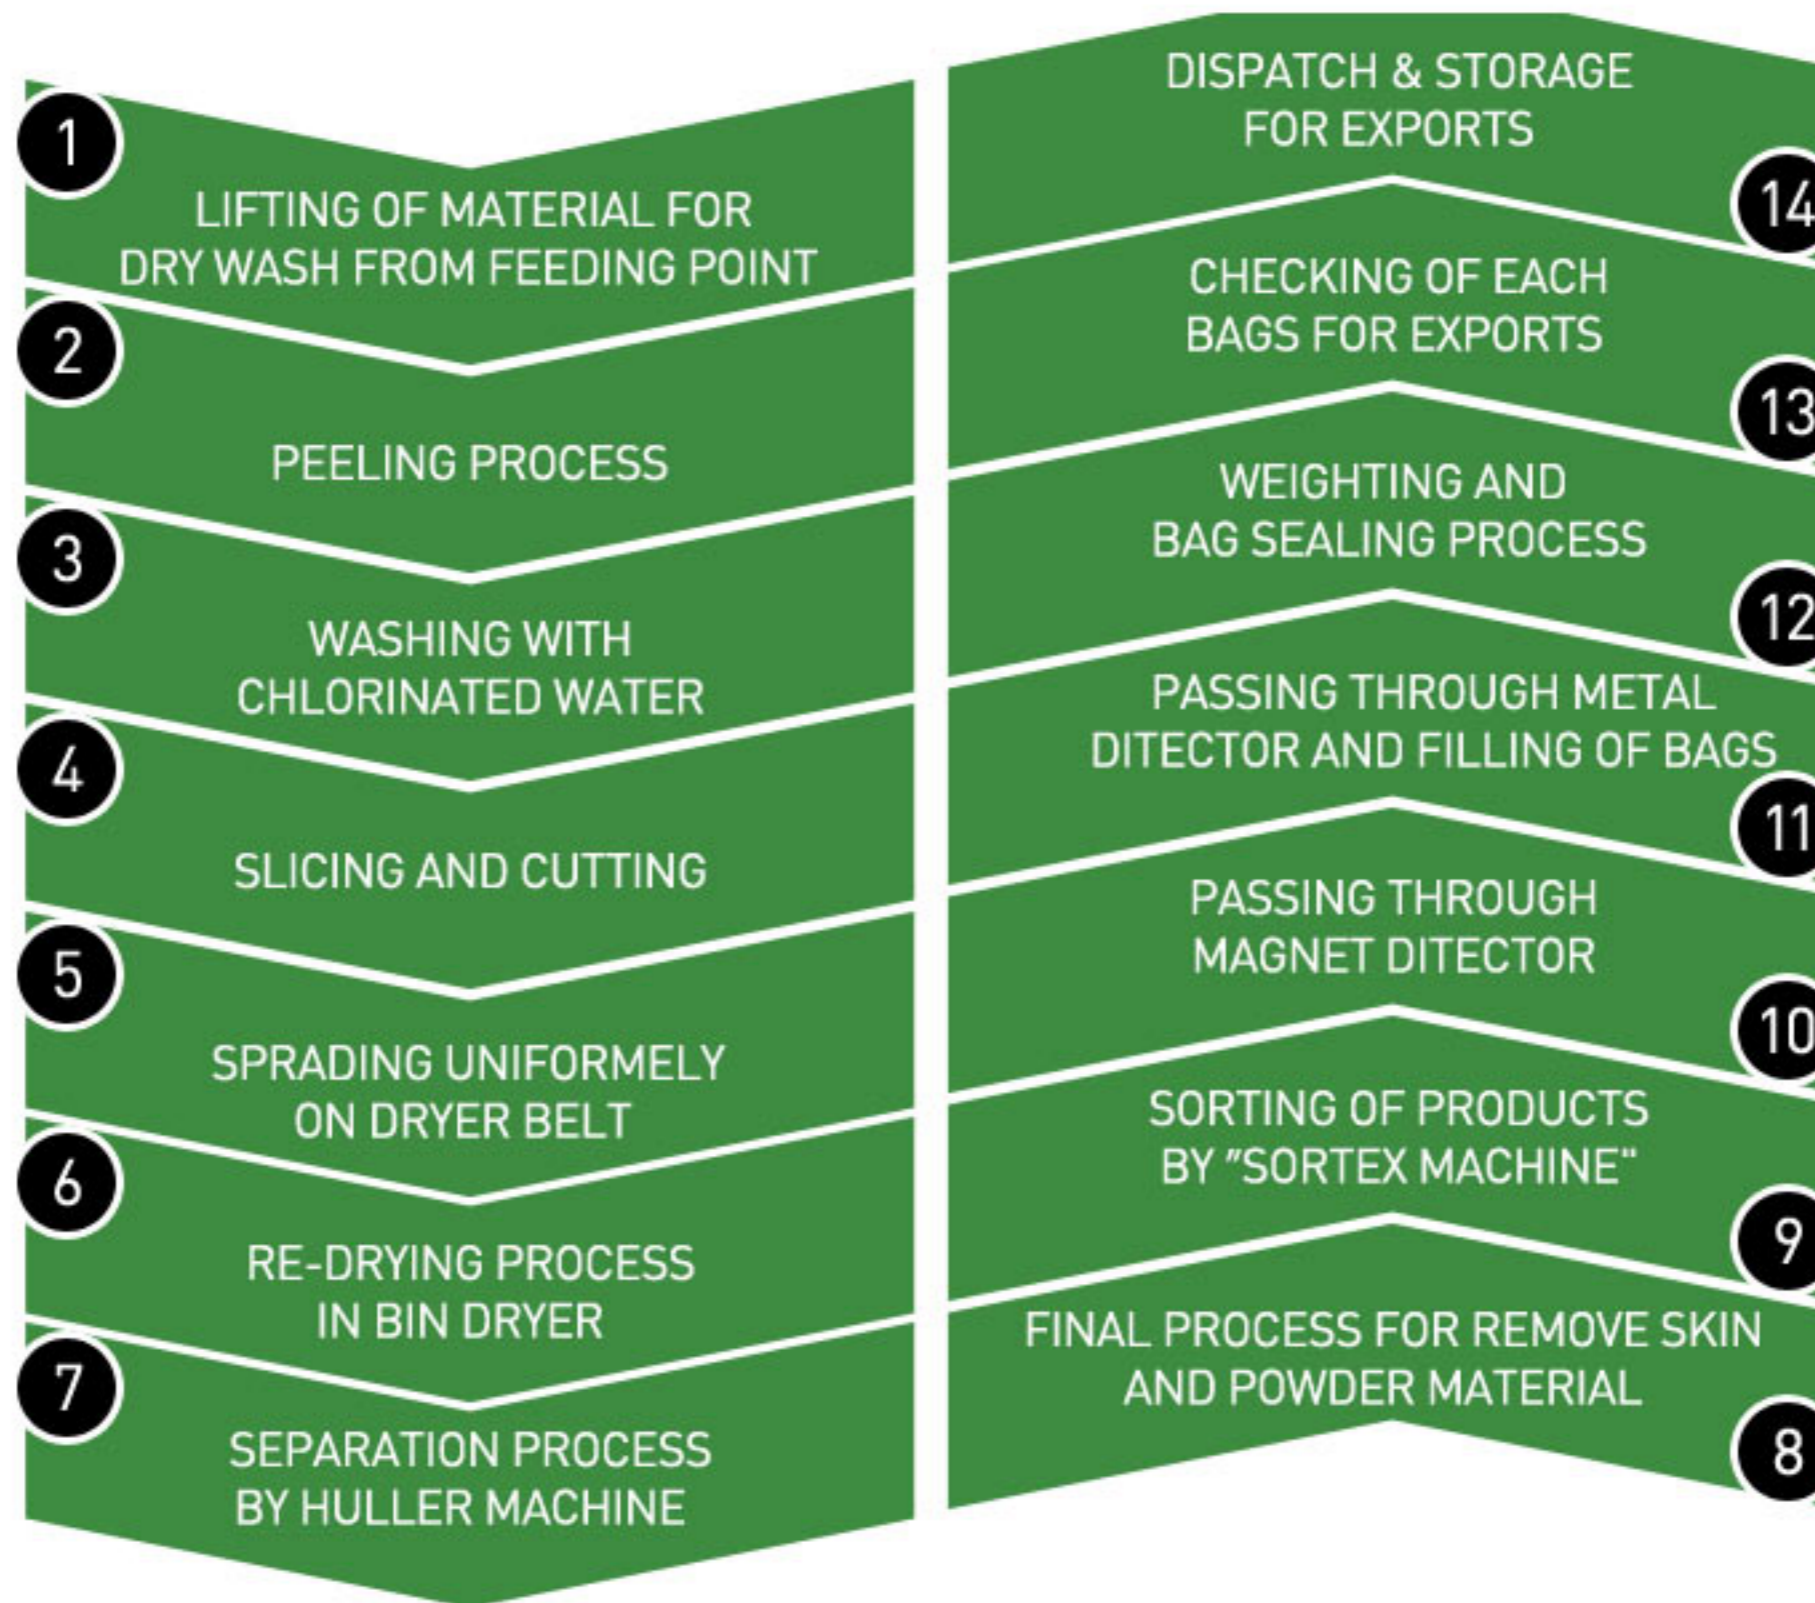 1
LIFTING OF MATERIAL FOR
DRY WASH FROM FEEDING POINT
2
PEELING PROCESS
3
WASHING WITH
CHLORINATED WATER
4
SLICING AND CUTTING
5
SPRADING UNIFORMELY
ON DRYER BELT
6
RE-DRYING PROCESS
IN BIN DRYER
7
SEPARATION PROCESS
BY HULLER MACHINE
DISPATCH & STORAGE
FOR EXPORTS
14
CHECKING OF EACH
BAGS FOR EXPORTS
13
WEIGHTING AND
BAG SEALING PROCESS
12
PASSING THROUGH METAL
DITECTOR AND FILLING OF BAGS
11
PASSING THROUGH
MAGNET DITECTOR
10
SORTING OF PRODUCTS
BY "SORTEX MACHINE"
9
FINAL PROCESS FOR REMOVE SKIN
AND POWDER MATERIAL
8